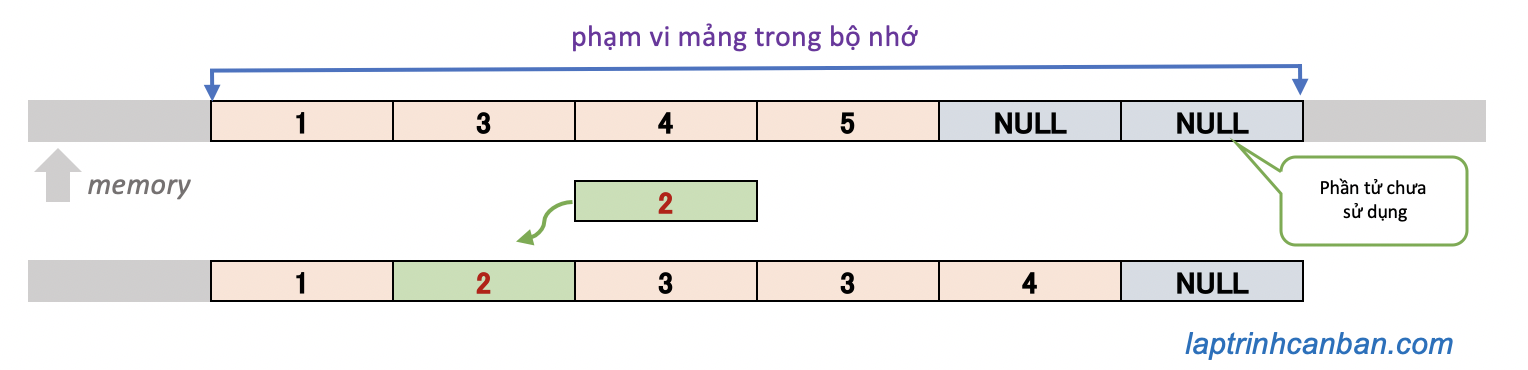 phạm vi mảng trong bộ nhớ
1 3 4 5 NULL NULL
memory
Phần tử chưa
sử dụng
2
1 2 3 3 4 NULL
laptrinhcanban.com